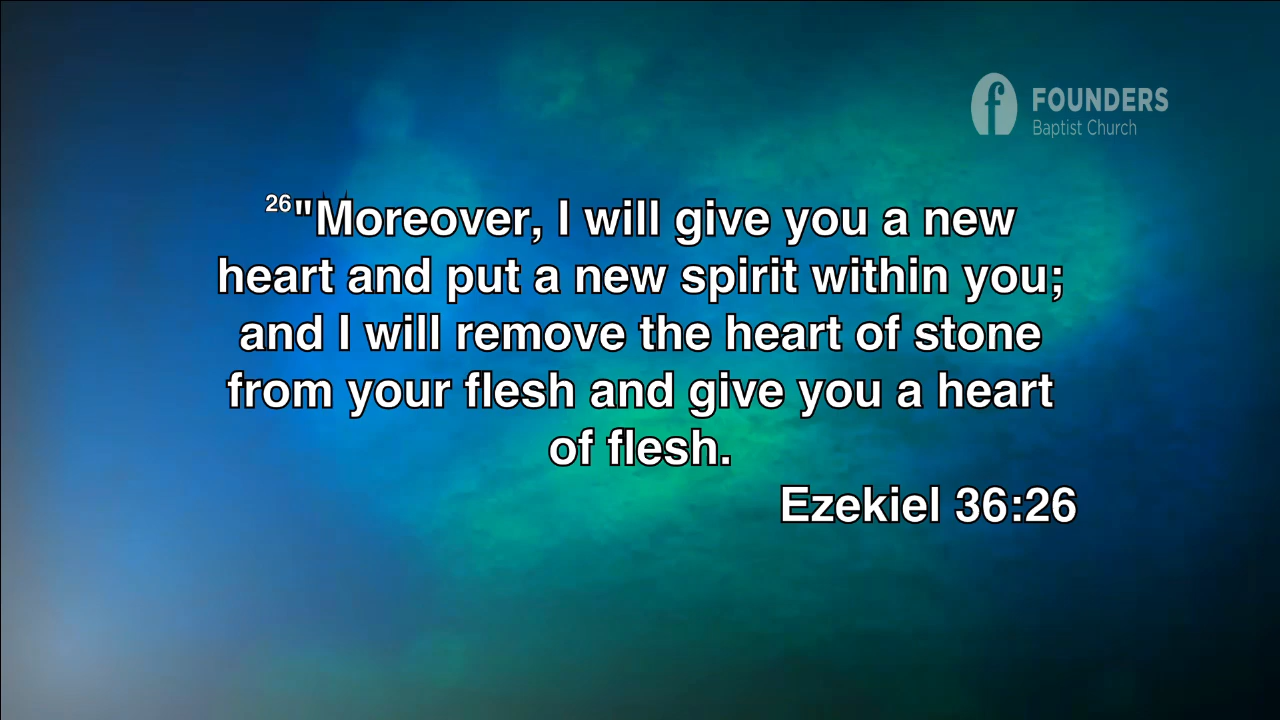 FOUNDERS
Baptist Church
26"Moreover, I will give you a new
heart and put a new spirit within you;
and I will remove the heart of stone
from your flesh and give you a heart
of flesh.
Ezekiel 36:26